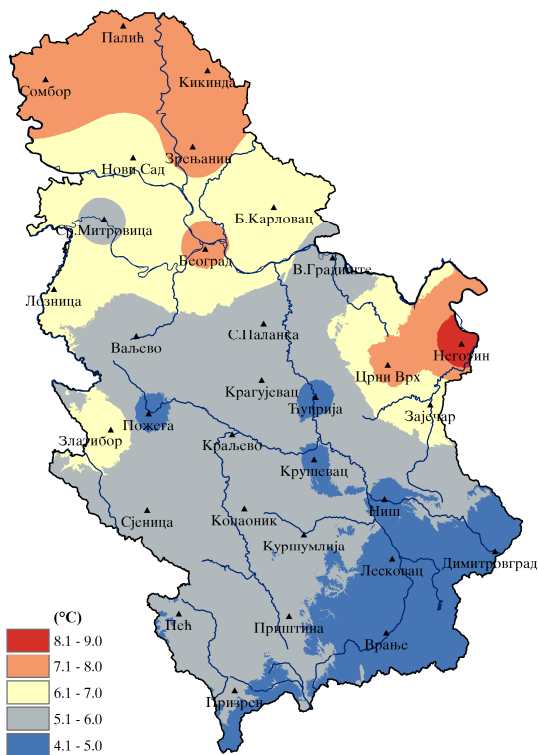 Палић
Кикинда
Сомбор
Зрењанин
Нови Сад
Б.Карловац
Ср.Митровица
Београд
В.Градиште
Лозница
С.Паланка
Ваљево
Неготин
Црни Врх
Крагујевац
Ћуприја
Зајечар
Пожега
Златибор
Краљево
Крушевац
Ниш
Сјеница
Копаоник
Куршумлија
Димитровград
Лесковац
Пећ
Приштина
Врање
Призрен
(°C)
8.1 - 9.0
7.1 - 8.0
6.1 - 7.0
5.1 - 6.0
4.1 - 5.0